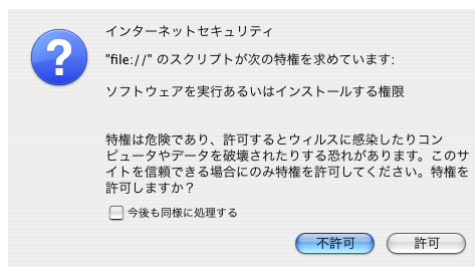 インターネットセキュリティ
"file://" のスクリプトが次の特権を求めています:
ソフトウェアを実行あるいはインストールする権限
特権は危険であり、許可するとウィルスに感染したりコン
ピュータやデータを破壊されたりする恐れがあります。このサ
イトを信頼できる場合にのみ特権を許可してください。特権を
許可しますか？
今後も同様に処理する
不許可 許可